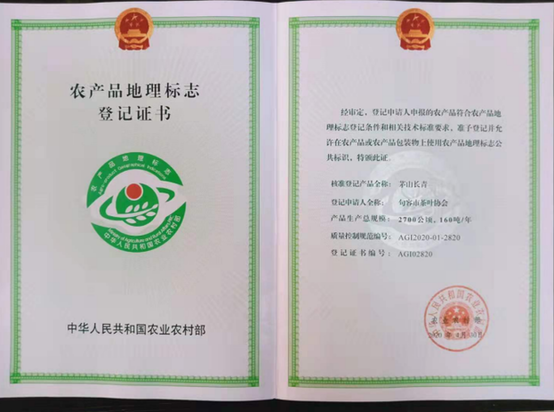 农产品地理标志
登记证书
农产品地理标志
中华人民共和国农业农村部
中华人民共和国农业农村部
经审定，登记申请人申报的农产品符合农产品地
理标志登记条件和相关技术标准要求，准予登记并允
许在农产品或农产品包装物上使用农产品地理标志公
共标识，特颁此证。
核准登记产品全称： 茅山长青
登记申请人全称： 句容市茶叶协会
产品生产总规模： 2700公顷，160吨/年
质量控制规范编号： AGI2020-01-2820
登记证书编号： AGI02820